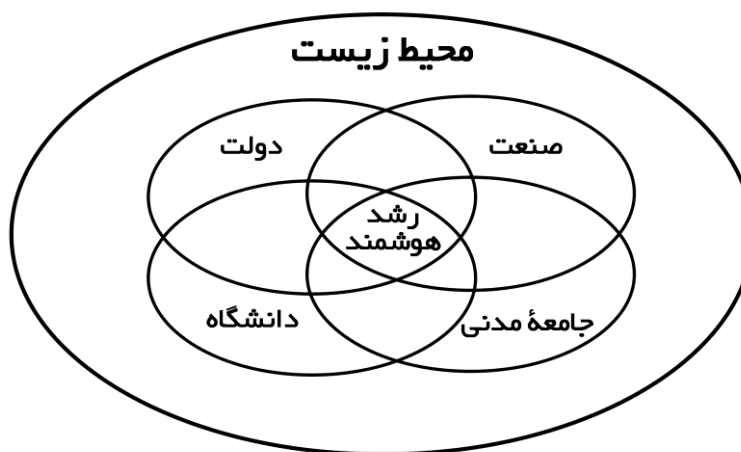 محیط زیست
دولت
صنعت
رشد
هوشمند
دانشگاه
جامعهٔ مدنی